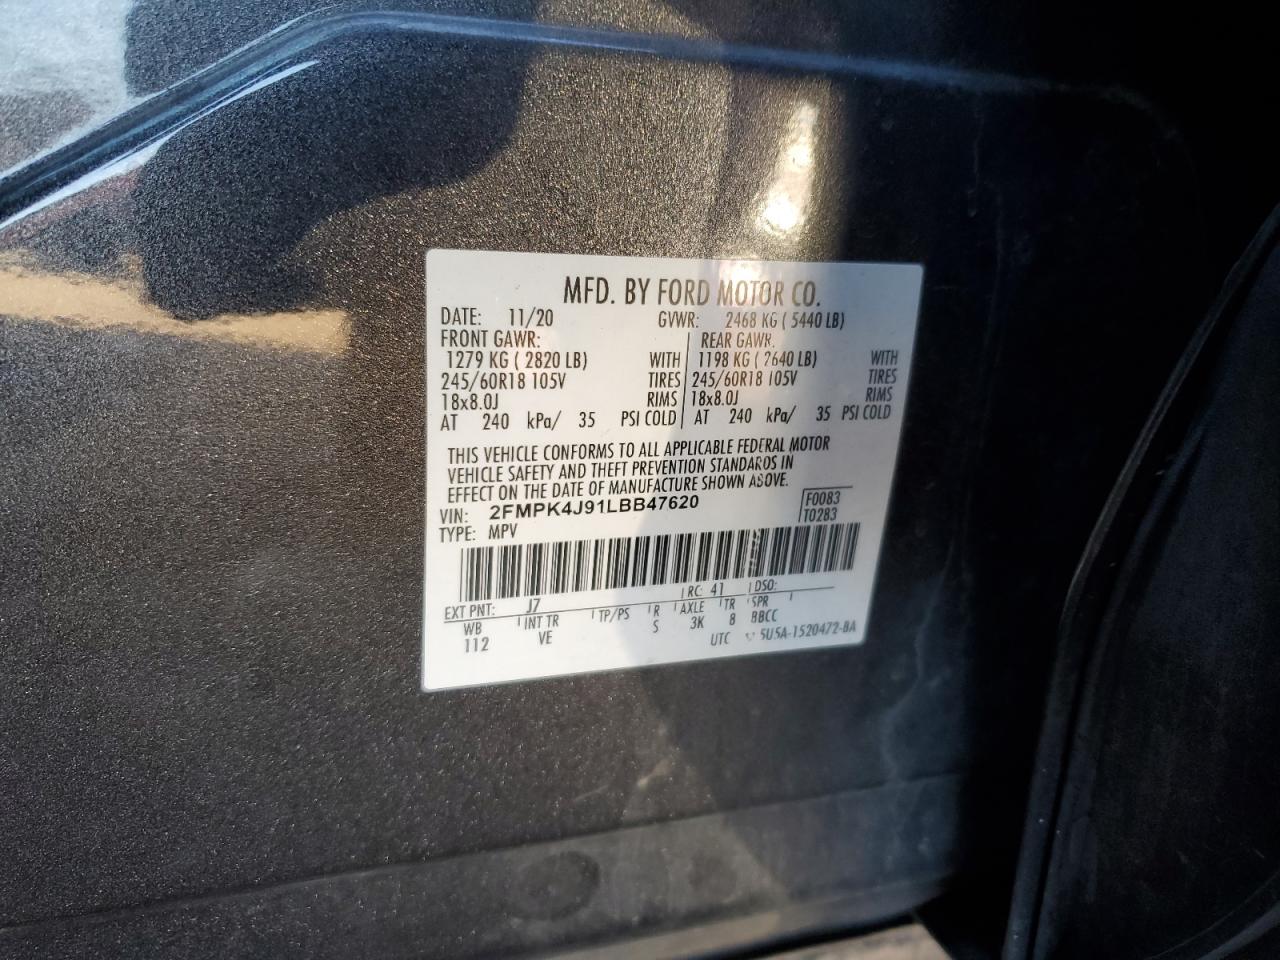 MFD. BY FORD MOTOR CO.
DATE: 11/20 GVWR: 2468 KG ( 5440 LB)
FRONT GAWR: REAR GAWR:
1279 KG ( 2820 LB) WITH 1198 KG ( 2640 LB) WITH
245/60R18 105V TIRES 245/60R18 105V TIRES
18x8.0J RIMS 18x8.0J RIMS
AT 240 kPa/ 35 PSI COLD AT 240 kPa/ 35 PSI COLD
THIS VEHICLE CONFORMS TO ALL APPLICABLE FEDERAL MOTOR
VEHICLE SAFETY AND THEFT PREVENTION STANDARDS IN
EFFECT ON THE DATE OF MANUFACTURE SHOWN ABOVE.
VIN: 2FMPK4J91LBB47620 F0083
TYPE: MPV T0283
EXT PNT: J7 RC: 41 DSO:
WB INT TR TP/PS R AXLE TR SPR
112 VE S 3K 8 BBCC
UTC 5U5A-1520472-BA